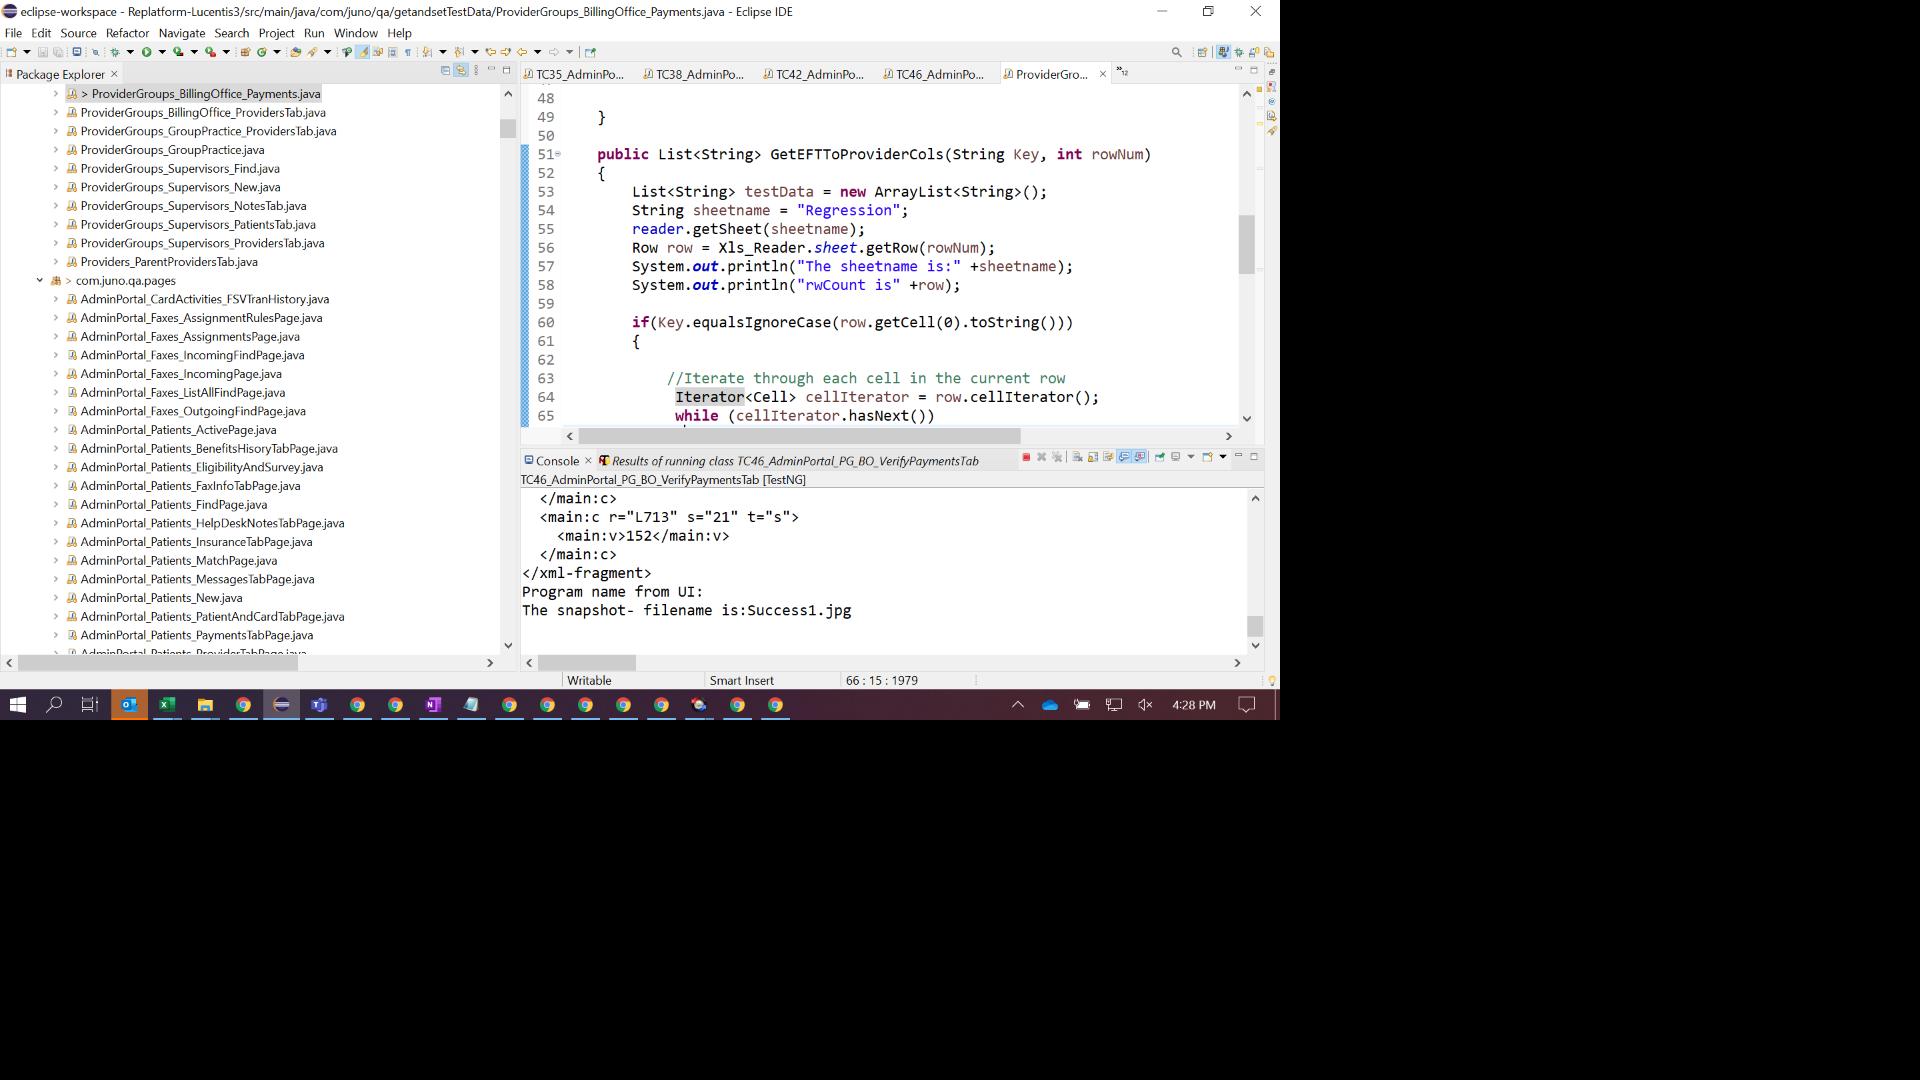 eclipse-workspace - Replatform-Lucentis3/src/main/java/com/juno/qa/getandsetTestData/ProviderGroups_BillingOffice_Payments.java - Eclipse IDE
File Edit Source Refactor Navigate Search Project Run Window Help
Package Explorer
> ProviderGroups_BillingOffice_Payments.java
ProviderGroups_BillingOffice_ProvidersTab.java
ProviderGroups_GroupPractice_ProvidersTab.java
ProviderGroups_GroupPractice.java
ProviderGroups_Supervisors_Find.java
ProviderGroups_Supervisors_New.java
ProviderGroups_Supervisors_NotesTab.java
ProviderGroups_Supervisors_PatientsTab.java
ProviderGroups_Supervisors_ProvidersTab.java
Providers_ParentProvidersTab.java
> com.juno.qa.pages
AdminPortal_CardActivities_FSVTranHistory.java
AdminPortal_Faxes_AssignmentRulesPage.java
AdminPortal_Faxes_AssignmentsPage.java
AdminPortal_Faxes_IncomingFindPage.java
AdminPortal_Faxes_IncomingPage.java
AdminPortal_Faxes_ListAllFindPage.java
AdminPortal_Faxes_OutgoingFindPage.java
AdminPortal_Patients_ActivePage.java
AdminPortal_Patients_BenefitsHisoryTabPage.java
AdminPortal_Patients_EligibilityAndSurvey.java
AdminPortal_Patients_FaxInfoTabPage.java
AdminPortal_Patients_FindPage.java
AdminPortal_Patients_HelpDeskNotesTabPage.java
AdminPortal_Patients_InsuranceTabPage.java
AdminPortal_Patients_MatchPage.java
AdminPortal_Patients_MessagesTabPage.java
AdminPortal_Patients_New.java
AdminPortal_Patients_PatientAndCardTabPage.java
AdminPortal_Patients_PaymentsTabPage.java
AdminPortal_Patients_ProviderTabPage.java
TC35_AdminPo... TC38_AdminPo... TC42_AdminPo... TC46_AdminPo... ProviderGro... »12
48
49 }
50
51 public List<String> GetEFTToProviderCols(String Key, int rowNum)
52 {
53 List<String> testData = new ArrayList<String>();
54 String sheetname = "Regression";
55 reader.getSheet(sheetname);
56 Row row = Xls_Reader.sheet.getRow(rowNum);
57 System.out.println("The sheetname is:" +sheetname);
58 System.out.println("rwCount is" +row);
59
60 if(Key.equalsIgnoreCase(row.getCell(0).toString()))
61 {
62
63 //Iterate through each cell in the current row
64 Iterator<Cell> cellIterator = row.cellIterator();
65 while (cellIterator.hasNext())
Console Results of running class TC46_AdminPortal_PG_BO_VerifyPaymentsTab
TC46_AdminPortal_PG_BO_VerifyPaymentsTab [TestNG]
</main:c>
<main:c r="L713" s="21" t="s">
<main:v>152</main:v>
</main:c>
</xml-fragment>
Program name from UI:
The snapshot- filename is:Success1.jpg
Writable Smart Insert 66 : 15 : 1979
4:28 PM